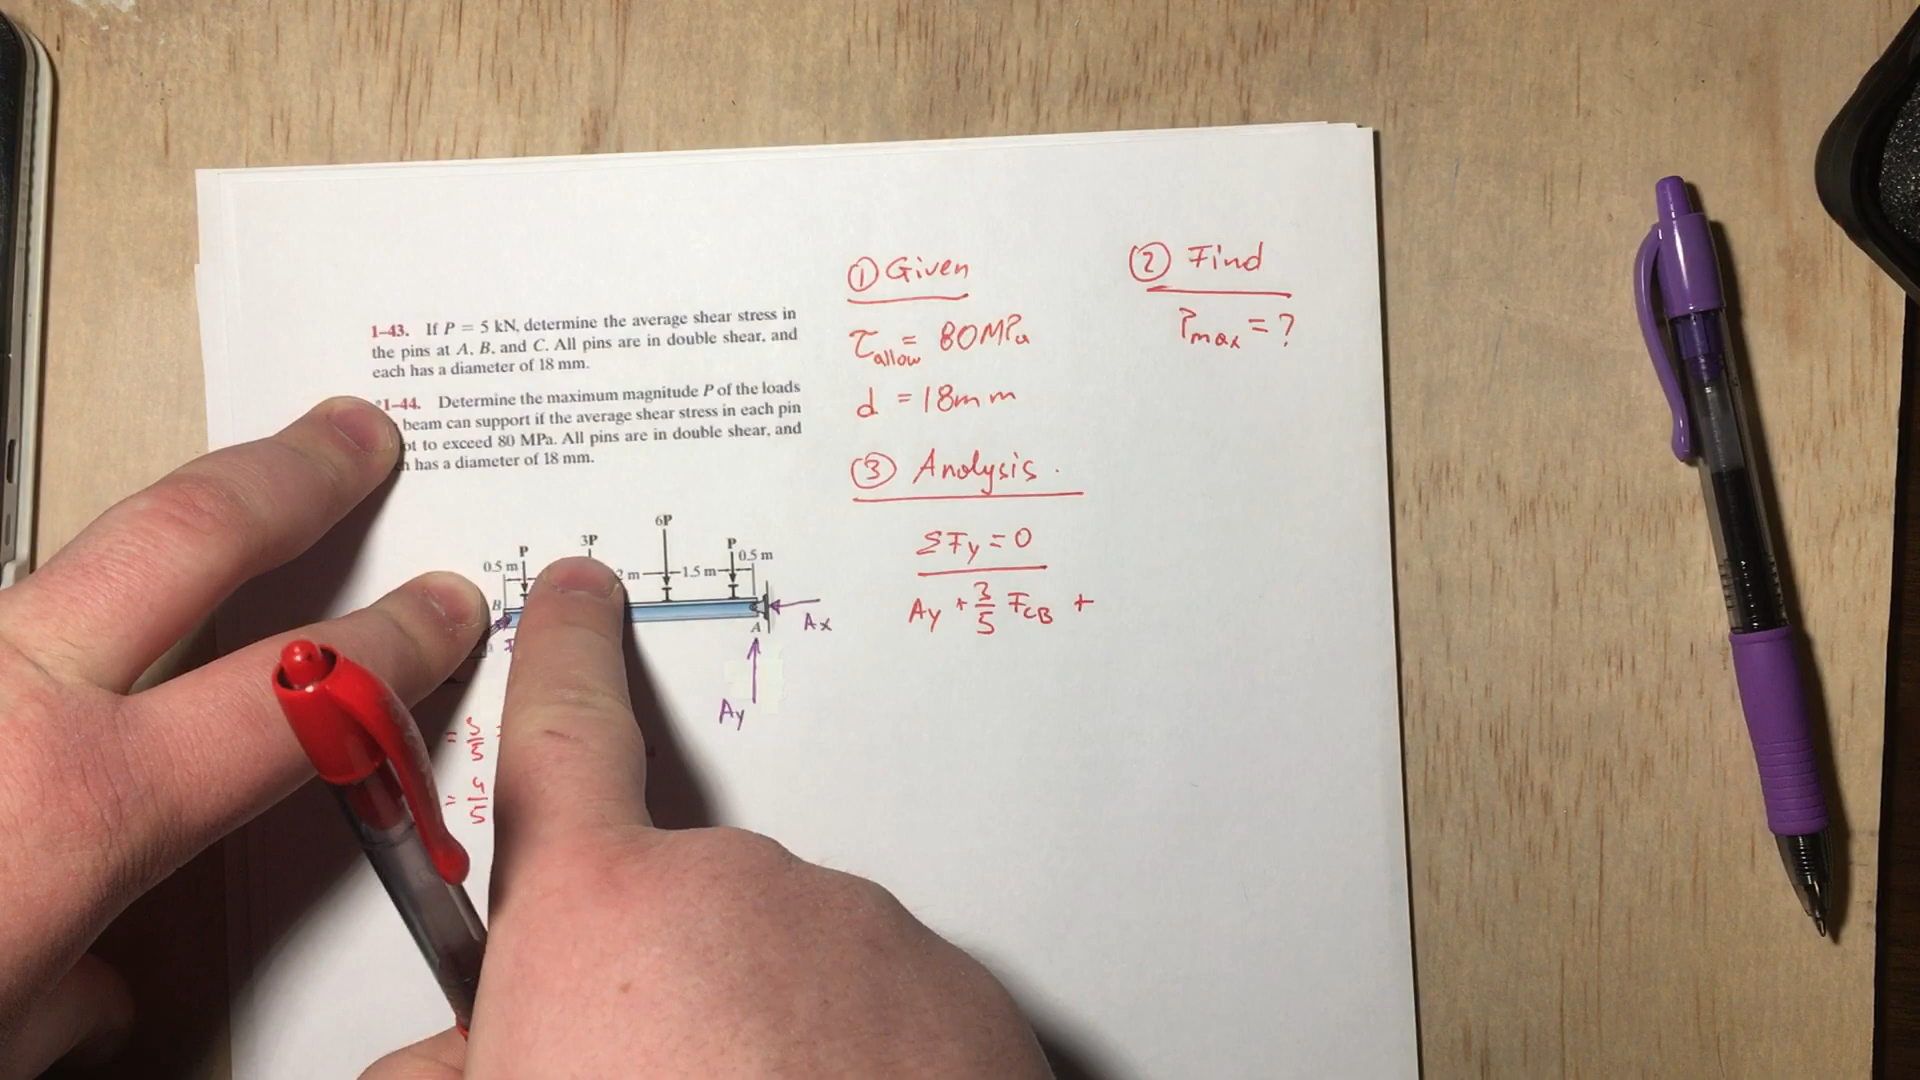 1–43. If P = 5 kN, determine the average shear stress in
the pins at A, B, and C. All pins are in double shear, and
each has a diameter of 18 mm.
*1–44. Determine the maximum magnitude P of the loads
beam can support if the average shear stress in each pin
ot to exceed 80 MPa. All pins are in double shear, and
h has a diameter of 18 mm.
6P
3P
P
P
0.5 m
0.5 m
2 m
1.5 m
B
A
Ax
Ay
= 3/5
= 4/5
① Given
τallow = 80MPa
d = 18mm
② Find
Pmax = ?
③ Analysis.
ΣFy = 0
Ay + 3/5 FCB +